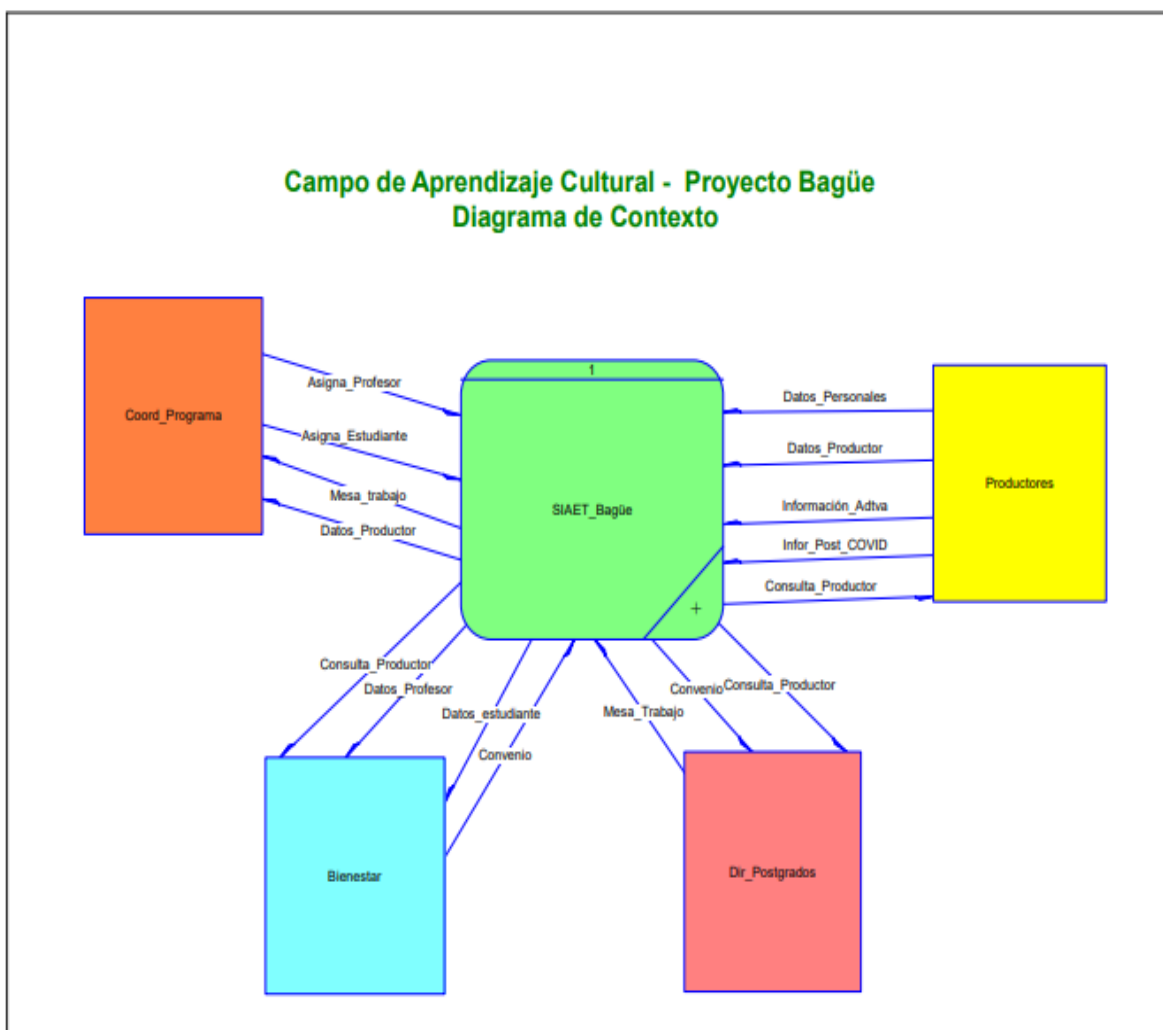 Campo de Aprendizaje Cultural - Proyecto Bagüe
Diagrama de Contexto
Coord_Programa
Asigna_Profesor
Asigna_Estudiante
Mesa_trabajo
Datos_Productor
1
SIAET_Bagüe
+
Datos_Personales
Datos_Productor
Información_Adtva
Infor_Post_COVID
Consulta_Productor
Productores
Consulta_Productor
Datos_Profesor
Datos_estudiante
Convenio
Mesa_Trabajo
Convenio
Consulta_Productor
Bienestar
Dir_Postgrados